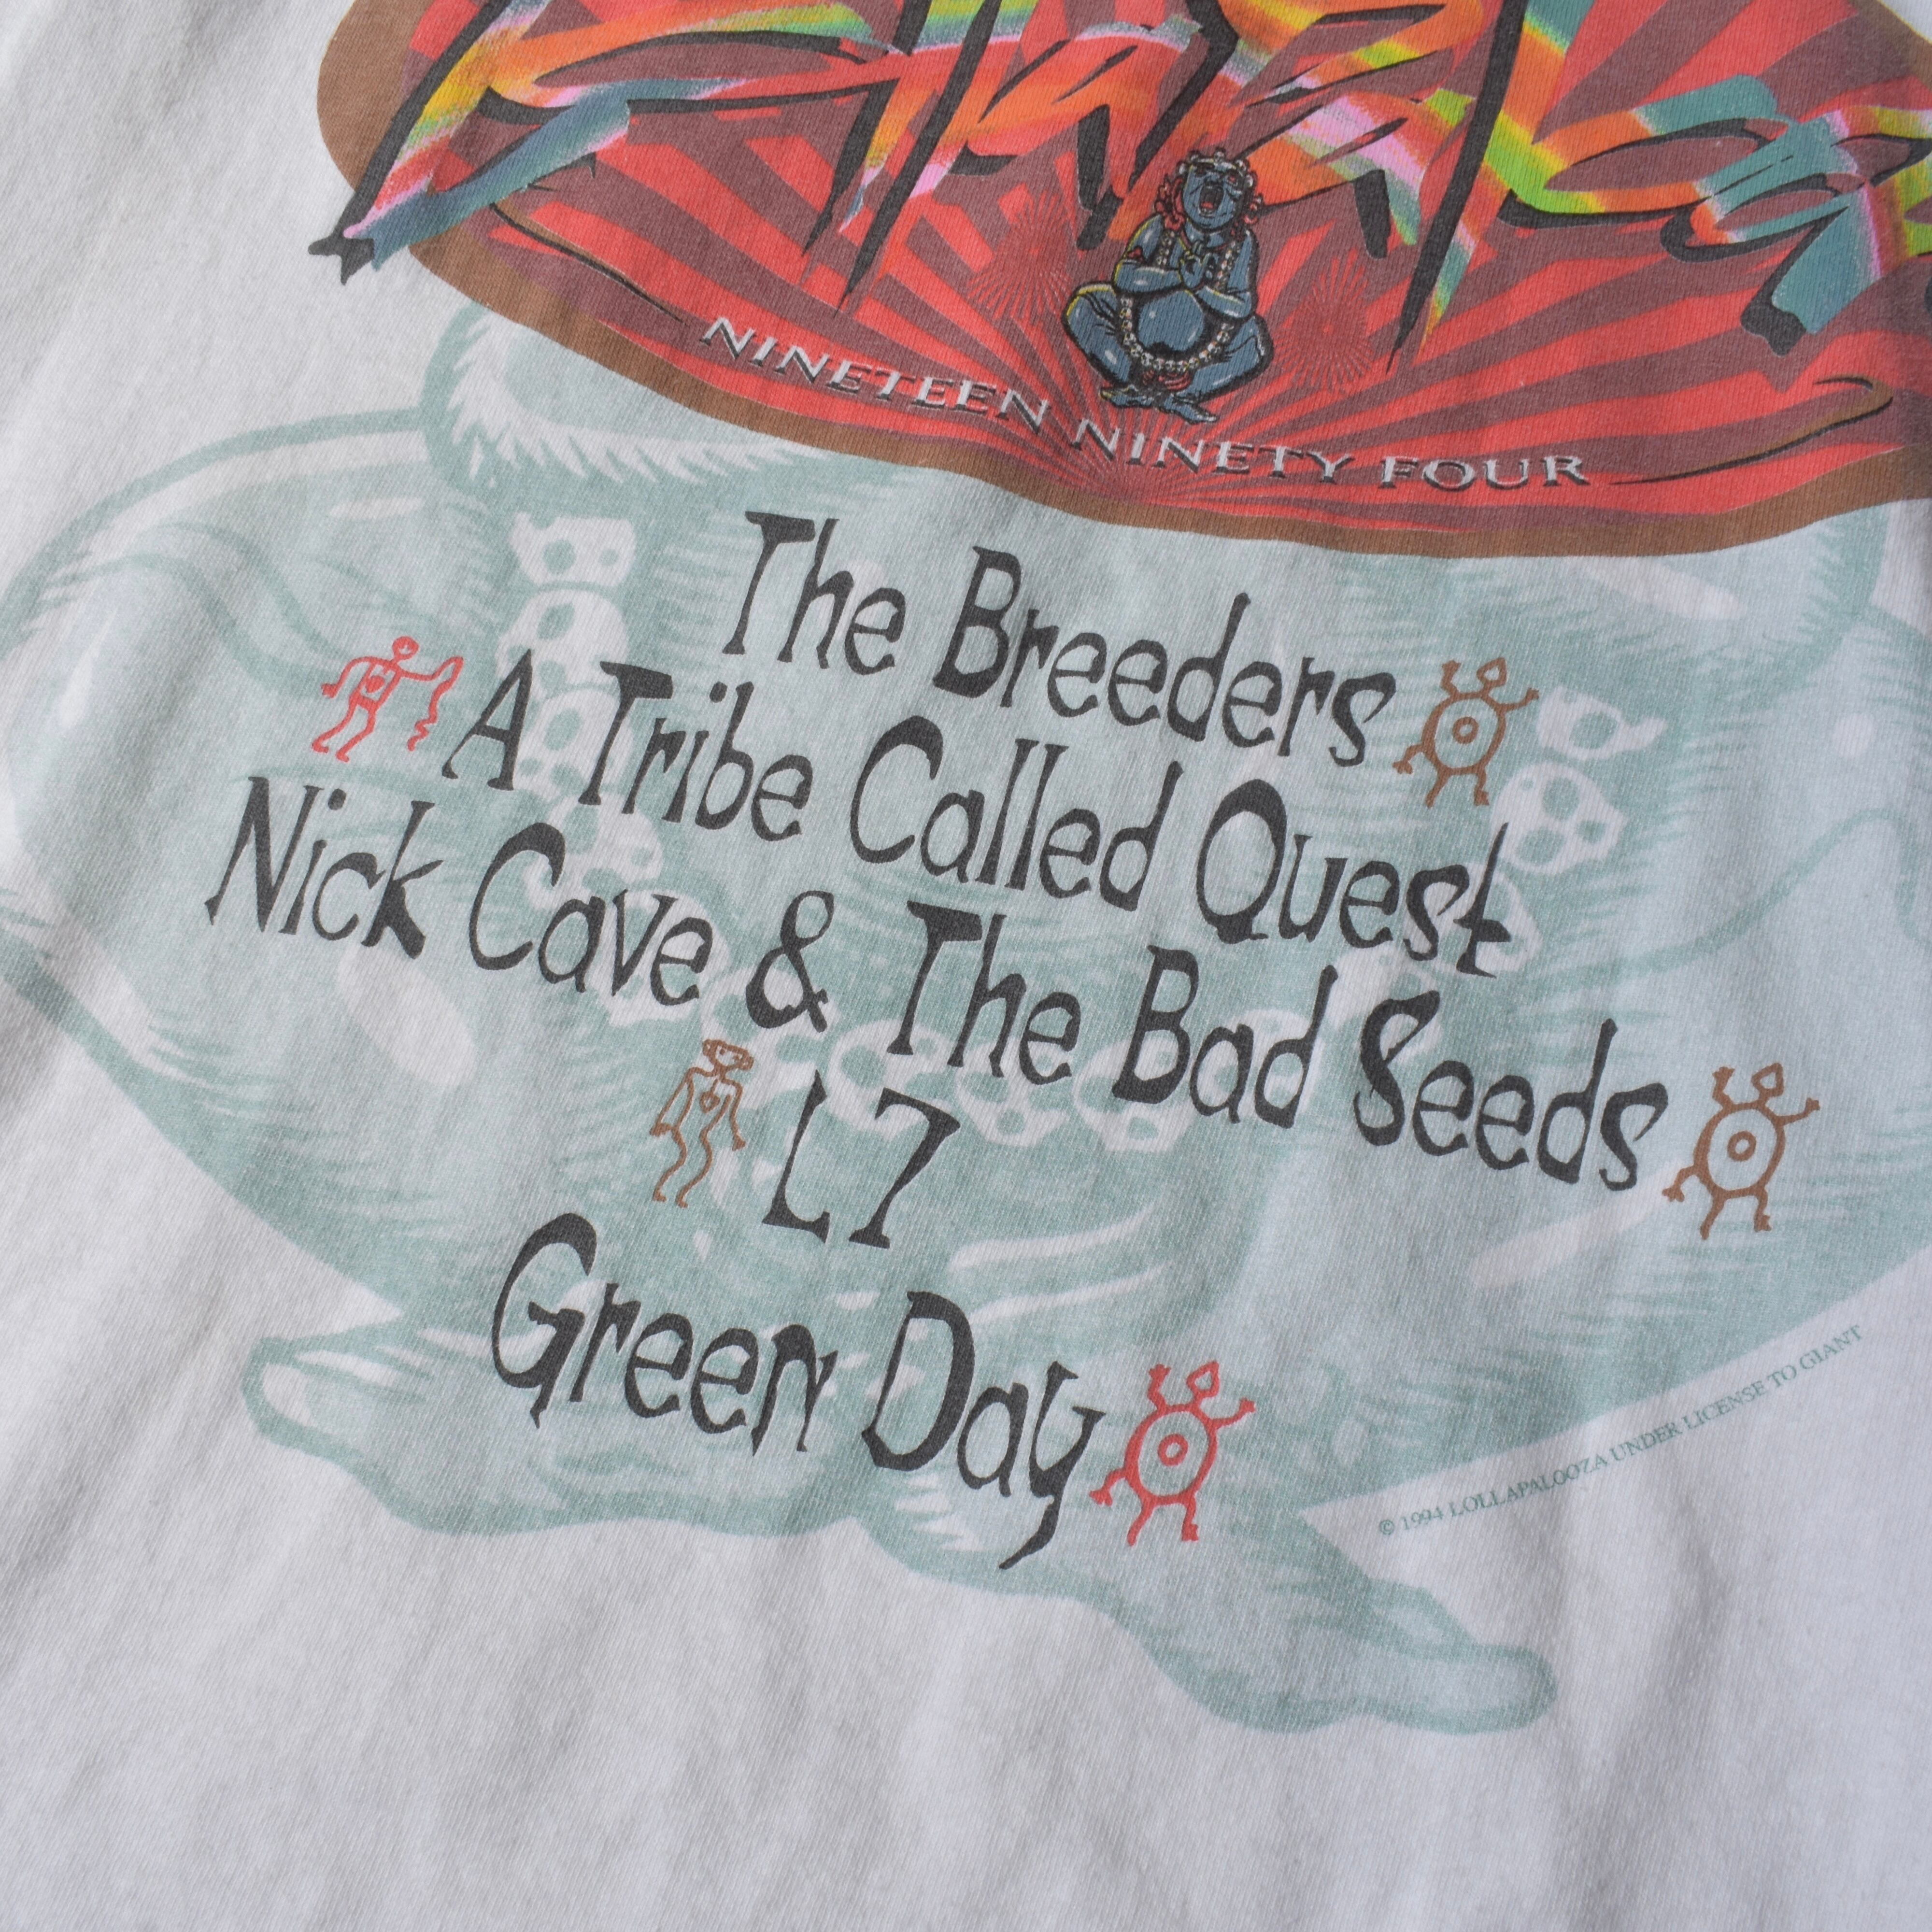 NINETEEN NINETY FOUR
The Breeders
A Tribe Called Quest
Nick Cave & The Bad Seeds
L7
Green Day
© 1994 LOLLAPALOOZA UNDER LICENSE TO GIANT